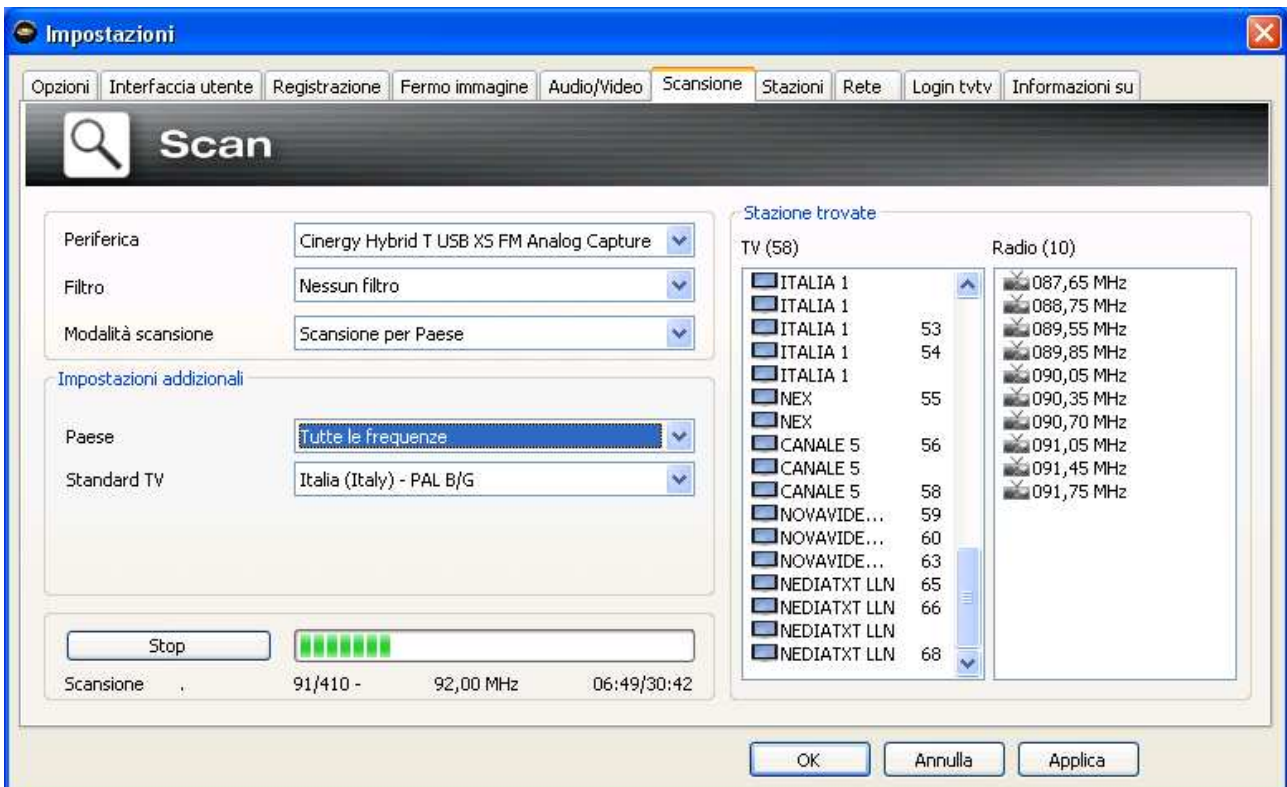 Impostazioni
Opzioni Interfaccia utente Registrazione Fermo immagine Audio/Video Scansione Stazioni Rete Login tvtv Informazioni su
Scan
Periferica Cinergy Hybrid T USB XS FM Analog Capture
Filtro Nessun filtro
Modalità scansione Scansione per Paese
Impostazioni addizionali
Paese Tutte le frequenze
Standard TV Italia (Italy) - PAL B/G
Stop
Scansione . 91/410 - 92,00 MHz 06:49/30:42
Stazione trovate
TV (58)
ITALIA 1
ITALIA 1
ITALIA 1 53
ITALIA 1 54
ITALIA 1
NEX 55
NEX
CANALE 5 56
CANALE 5
CANALE 5 58
NOVAVIDE... 59
NOVAVIDE... 60
NOVAVIDE... 63
NEDIATXT LLN 65
NEDIATXT LLN 66
NEDIATXT LLN
NEDIATXT LLN 68
Radio (10)
087,65 MHz
088,75 MHz
089,55 MHz
089,85 MHz
090,05 MHz
090,35 MHz
090,70 MHz
091,05 MHz
091,45 MHz
091,75 MHz
OK Annulla Applica